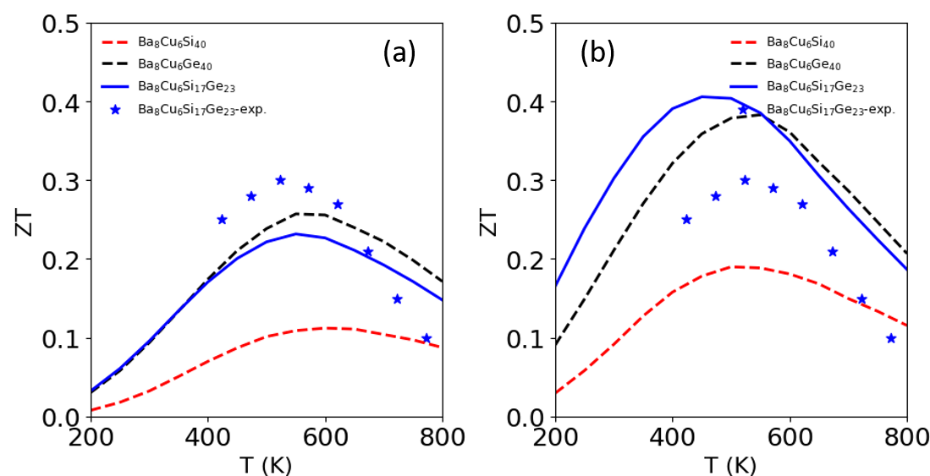 0.5
0.4
0.3
0.2
0.1
0.0
ZT
200
400
600
800
T (K)
(a)
Ba₈Cu₆Si₄₀
Ba₈Cu₆Ge₄₀
Ba₈Cu₆Si₁₇Ge₂₃
Ba₈Cu₆Si₁₇Ge₂₃-exp.
0.5
0.4
0.3
0.2
0.1
0.0
ZT
200
400
600
800
T (K)
(b)
Ba₈Cu₆Si₄₀
Ba₈Cu₆Ge₄₀
Ba₈Cu₆Si₁₇Ge₂₃
Ba₈Cu₆Si₁₇Ge₂₃-exp.